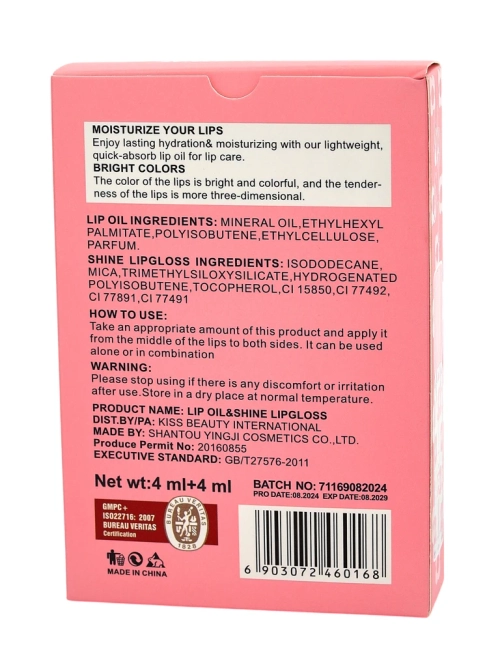 MOISTURIZE YOUR LIPS
Enjoy lasting hydration& moisturizing with our lightweight,
quick-absorb lip oil for lip care.
BRIGHT COLORS
The color of the lips is bright and colorful, and the tender-
ness of the lips is more three-dimensional.
LIP OIL INGREDIENTS: MINERAL OIL,ETHYLHEXYL
PALMITATE,POLYISOBUTENE,ETHYLCELLULOSE,
PARFUM.
SHINE LIPGLOSS INGREDIENTS: ISODODECANE,
MICA,TRIMETHYLSILOXYSILICATE,HYDROGENATED
POLYISOBUTENE,TOCOPHEROL,CI 15850,CI 77492,
CI 77891,CI 77491
HOW TO USE:
Take an appropriate amount of this product and apply it
from the middle of the lips to both sides. It can be used
alone or in combination
WARNING:
Please stop using if there is any discomfort or irritation
after use.Store in a dry place at normal temperature.
PRODUCT NAME: LIP OIL&SHINE LIPGLOSS
DIST.BY/PA: KISS BEAUTY INTERNATIONAL
MADE BY: SHANTOU YINGJI COSMETICS CO.,LTD.
Produce Permit No: 20160855
EXECUTIVE STANDARD: GB/T27576-2011
Net wt:4 ml+4 ml
BATCH NO: 71169082024
PRO DATE:08.2024 EXP DATE:08.2029
GMPC +
ISO22716: 2007
BUREAU VERITAS
Certification
BUREAU VERITAS
1828
MADE IN CHINA
6 903072 460168